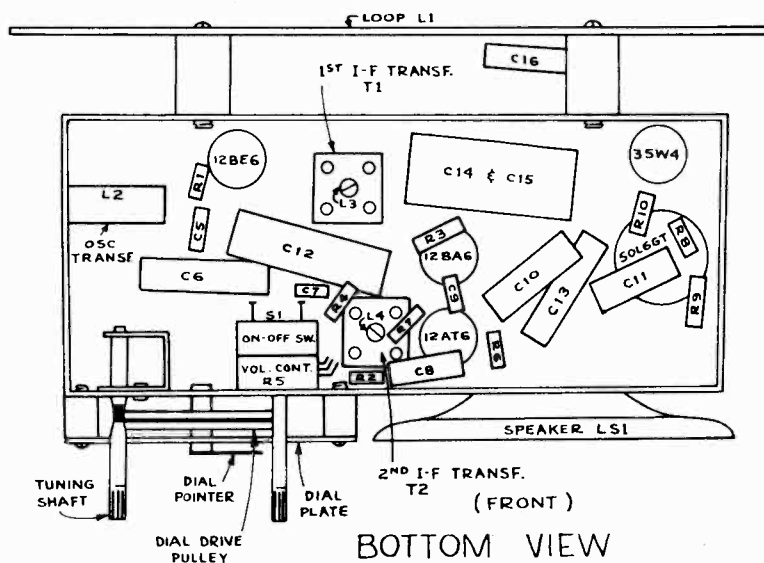 LOOP L1
C16
1ST I-F TRANSF.
T1
12BE6
R1
L3
C14 & C15
35W4
L2
OSC
TRANSF
C5
R3
R10
R8
12BA6
50L6GT
C12
C6
C7
R4
C9
C10
C13
C11
R9
S1
L4
R7
ON-OFF SW.
12AT6
R6
VOL. CONT.
R5
R2
C8
SPEAKER LS1
TUNING
SHAFT
DIAL
POINTER
DIAL
PLATE
2ND I-F TRANSF.
T2
(FRONT)
DIAL DRIVE
PULLEY
BOTTOM VIEW